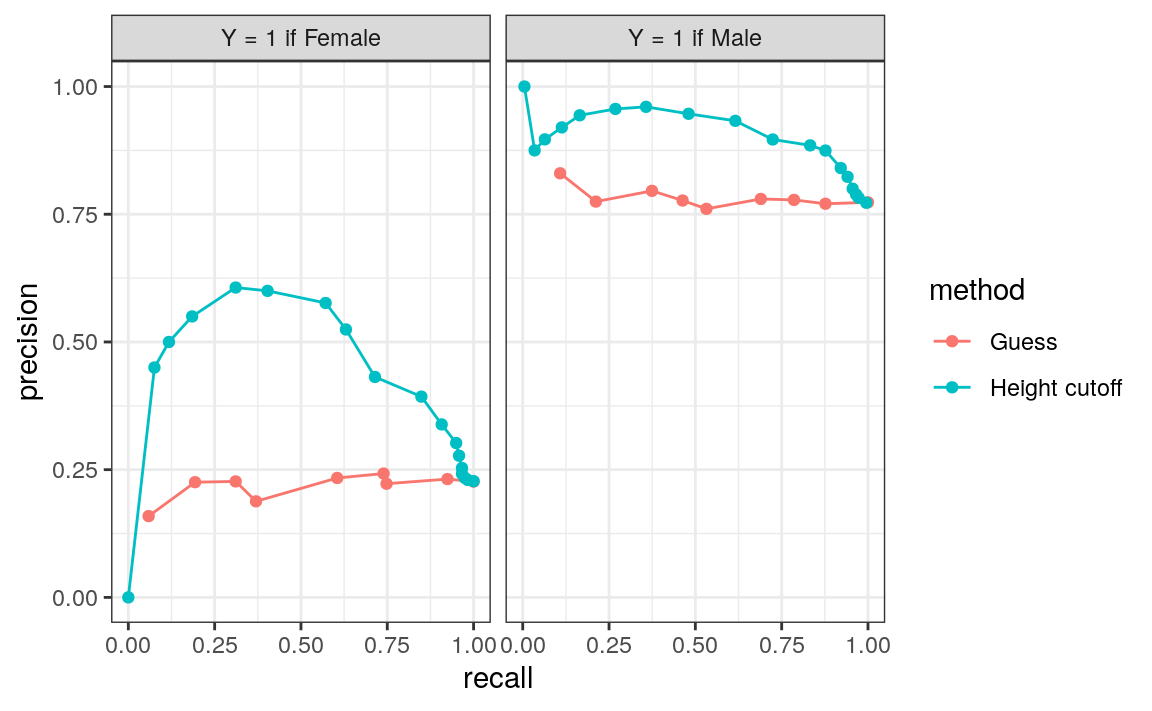 Y = 1 if Female
Y = 1 if Male
1.00
0.75
0.50
0.25
0.00
precision
0.00 0.25 0.50 0.75 1.00
0.00 0.25 0.50 0.75 1.00
recall
method
Guess
Height cutoff